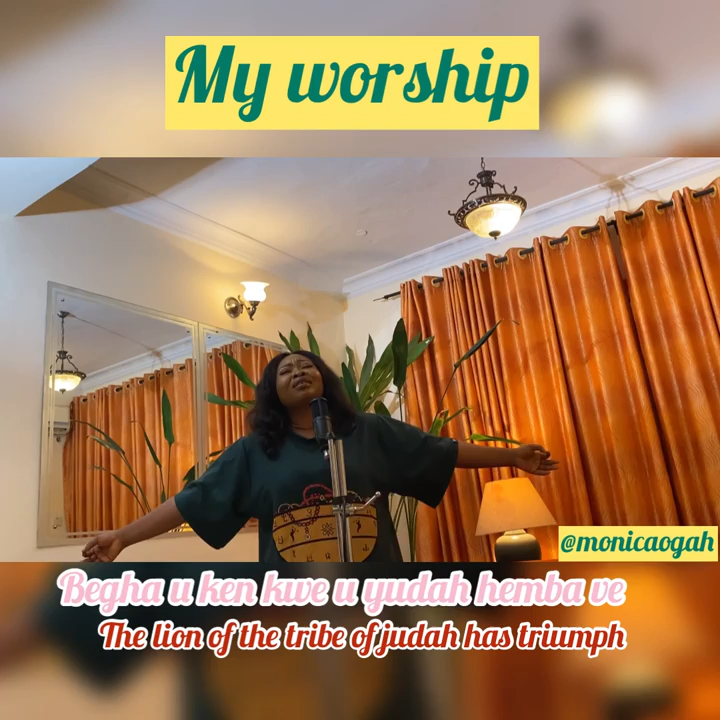 My worship
@monicaogah
Begha u ken kwe u yudah hemba ve
The lion of the tribe of judah has triumph